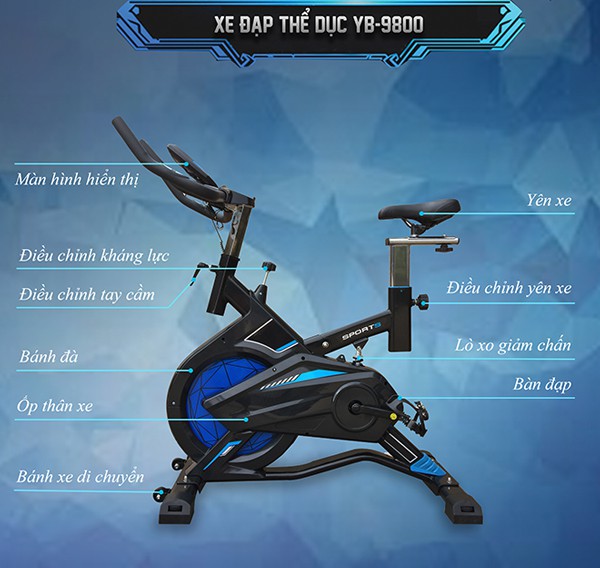 XE ĐẠP THỂ DỤC YB-9800
Màn hình hiển thị
Yên xe
Điều chỉnh kháng lực
Điều chỉnh tay cầm
Điều chỉnh yên xe
SPORTS
Lò xo giảm chấn
Bánh đà
Bàn đạp
Ốp thân xe
Bánh xe di chuyển